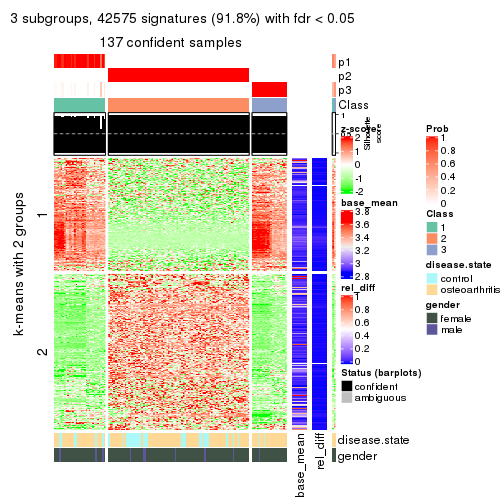 3 subgroups, 42575 signatures (91.8%) with fdr < 0.05
137 confident samples
p1
p2
p3
Class
1
0.5
Silhouette
score
k-means with 2 groups
1
2
z-score
2
1
0
-1
-2
base_mean
3.8
3.6
3.4
3.2
3
2.8
rel_diff
1
0.8
0.6
0.4
0.2
0
Status (barplots)
confident
ambiguous
Prob
1
0.8
0.6
0.4
0.2
0
Class
1
2
3
disease.state
control
osteoarthritis
gender
female
male
disease.state
gender
base_mean
rel_diff